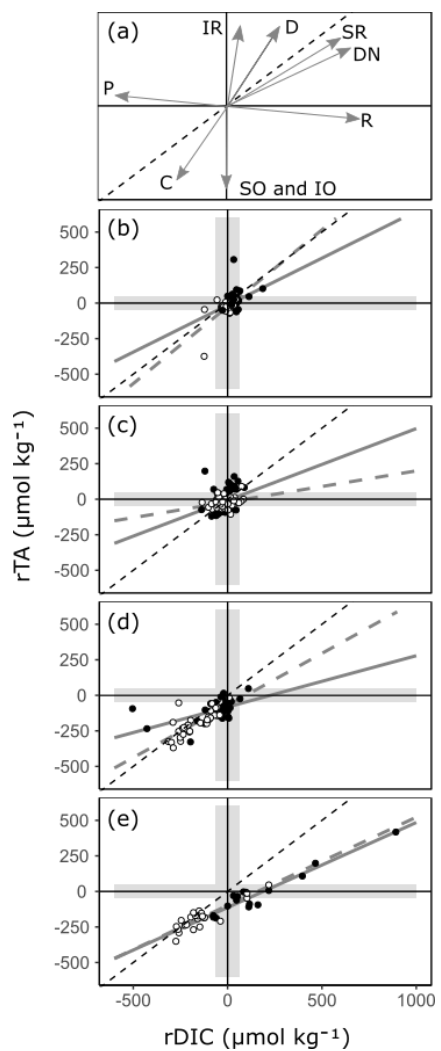 (a)
IR
D
SR
DN
P
R
C
SO and IO
(b)
500
250
0
-250
-500
(c)
500
250
0
-250
-500
(d)
500
250
0
-250
-500
(e)
500
250
0
-250
-500
rTA (μmol kg⁻¹)
-500 0 500 1000
rDIC (μmol kg⁻¹)